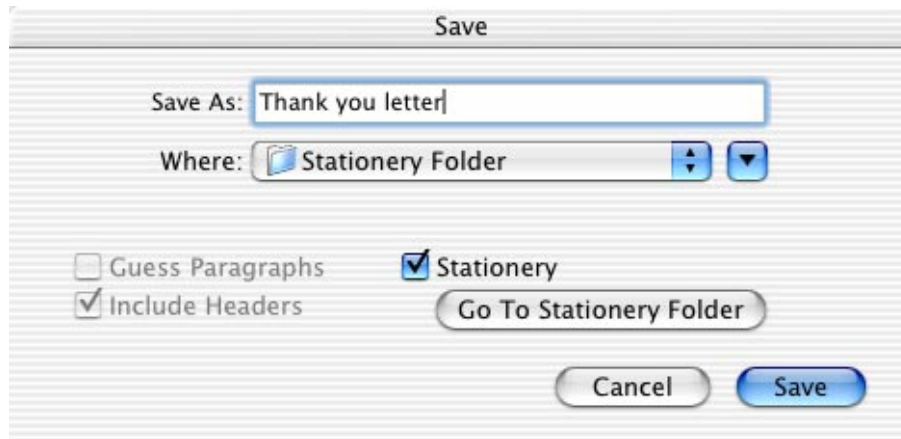 Save
Save As: Thank you letter
Where: Stationery Folder
Guess Paragraphs Stationery
Include Headers Go To Stationery Folder
Cancel Save